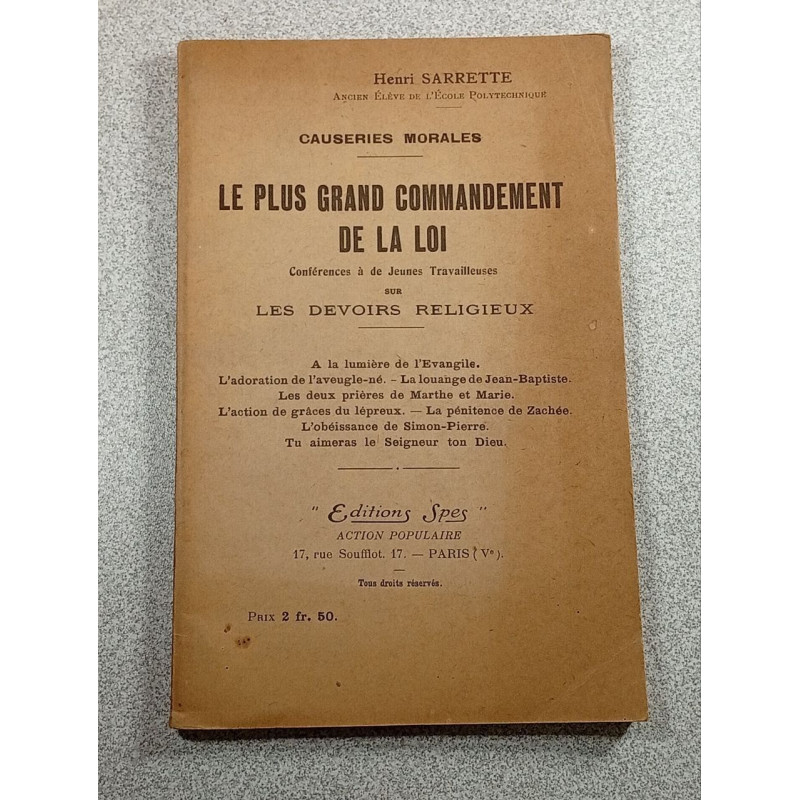 Henri SARRETTE
ANCIEN ÉLÈVE DE L'ÉCOLE POLYTECHNIQUE
CAUSERIES MORALES
LE PLUS GRAND COMMANDEMENT
DE LA LOI
Conférences à de Jeunes Travailleuses
SUR
LES DEVOIRS RELIGIEUX
A la lumière de l'Evangile.
L'adoration de l'aveugle-né. - La louange de Jean-Baptiste.
Les deux prières de Marthe et Marie.
L'action de grâces du lépreux. — La pénitence de Zachée.
L'obéissance de Simon-Pierre.
Tu aimeras le Seigneur ton Dieu.
" Editions Spes "
ACTION POPULAIRE
17, rue Soufflot. 17. — PARIS (Ve).
Tous droits réservés.
PRIX 2 fr. 50.